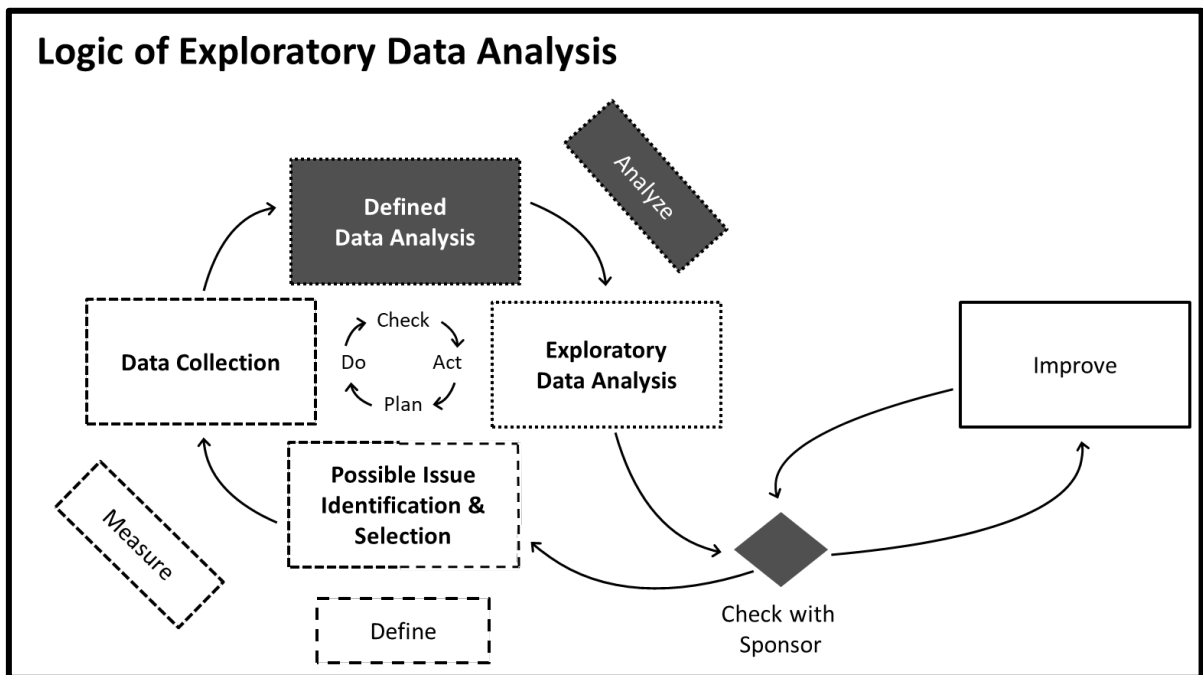 Logic of Exploratory Data Analysis
Analyze
Defined
Data Analysis
Check
Do
Act
Plan
Data Collection
Exploratory
Data Analysis
Improve
Possible Issue
Identification &
Selection
Measure
Define
Check with
Sponsor